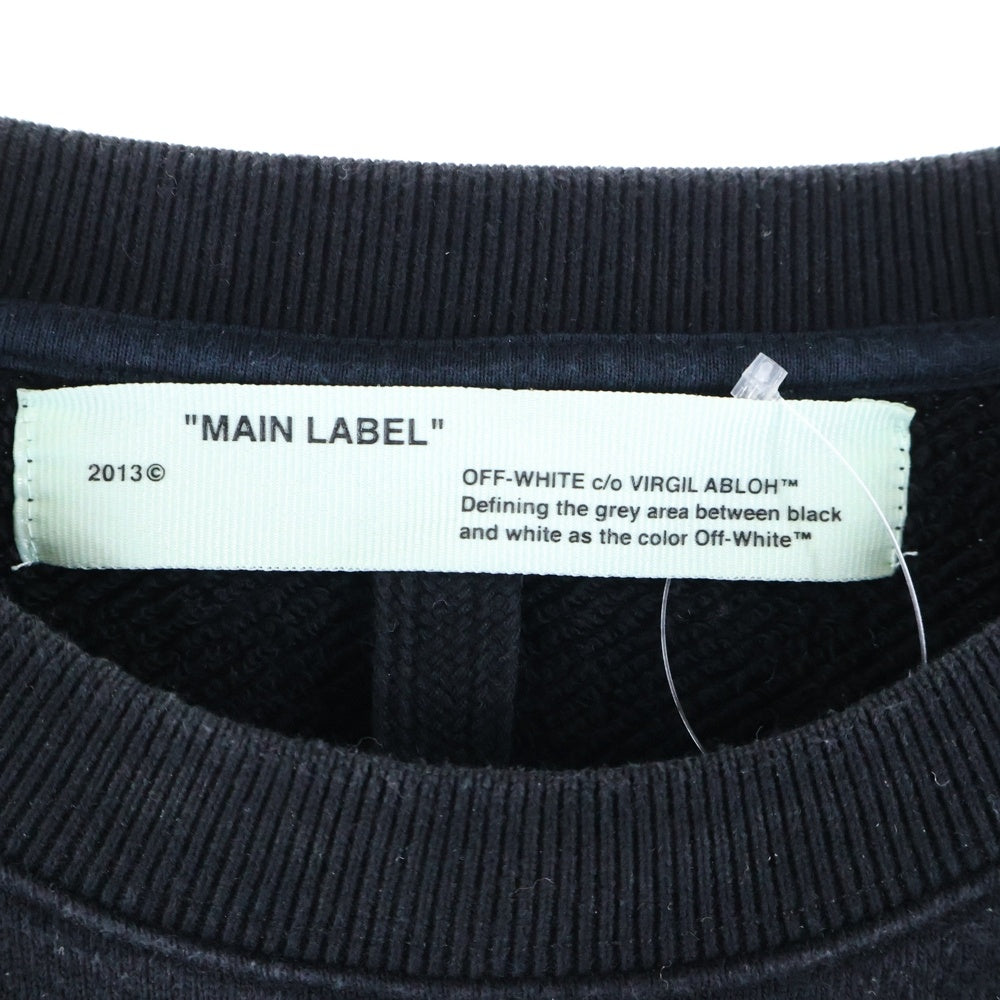 "MAIN LABEL"
2013©
OFF-WHITE c/o VIRGIL ABLOH™
Defining the grey area between black
and white as the color Off-White™